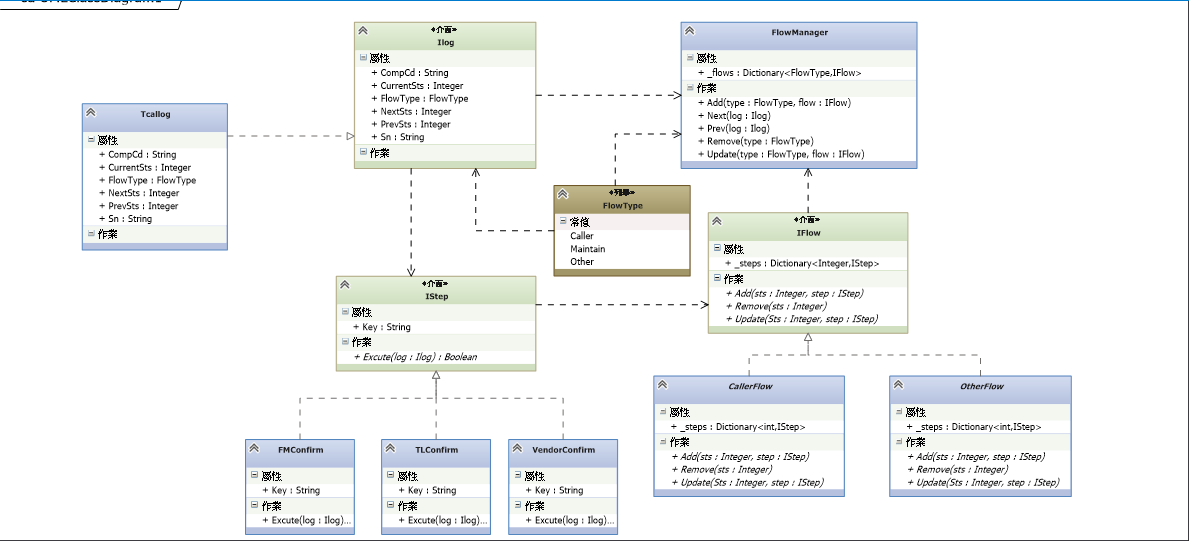 Tcallog
屬性
+ CompCd : String
+ CurrentSts : Integer
+ FlowType : FlowType
+ NextSts : Integer
+ PrevSts : Integer
+ Sn : String
作業
«介面»
Ilog
屬性
+ CompCd : String
+ CurrentSts : Integer
+ FlowType : FlowType
+ NextSts : Integer
+ PrevSts : Integer
+ Sn : String
作業
FlowManager
屬性
+ _flows : Dictionary<FlowType,IFlow>
作業
+ Add(type : FlowType, flow : IFlow)
+ Next(log : Ilog)
+ Prev(log : Ilog)
+ Remove(type : FlowType)
+ Update(type : FlowType, flow : IFlow)
«列舉»
FlowType
常值
Caller
Maintain
Other
«介面»
IFlow
屬性
+ _steps : Dictionary<Integer,IStep>
作業
+ Add(sts : Integer, step : IStep)
+ Remove(sts : Integer)
+ Update(Sts : Integer, step : IStep)
«介面»
IStep
屬性
+ Key : String
作業
+ Excute(log : Ilog) : Boolean
FMConfirm
屬性
+ Key : String
作業
+ Excute(log : Ilog)...
TLConfirm
屬性
+ Key : String
作業
+ Excute(log : Ilog)...
VendorConfirm
屬性
+ Key : String
作業
+ Excute(log : Ilog)...
CallerFlow
屬性
+ _steps : Dictionary<int,IStep>
作業
+ Add(sts : Integer, step : IStep)
+ Remove(sts : Integer)
+ Update(Sts : Integer, step : IStep)
OtherFlow
屬性
+ _steps : Dictionary<int,IStep>
作業
+ Add(sts : Integer, step : IStep)
+ Remove(sts : Integer)
+ Update(Sts : Integer, step : IStep)